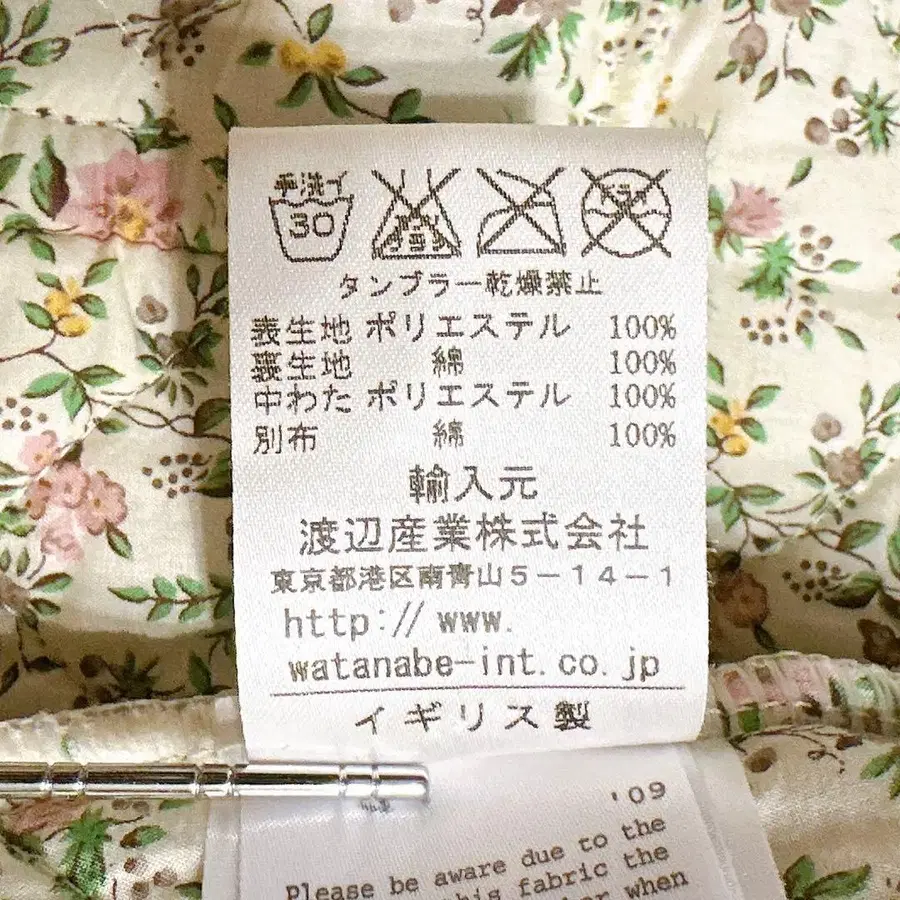 手洗イ
30
タンブラー乾燥禁止
表生地 ポリエステル 100%
裏生地 綿 100%
中わた ポリエステル 100%
別布 綿 100%
輸入元
渡辺産業株式会社
東京都港区南青山5-14-1
http://www.
watanabe-int.co.jp
イギリス製
'09
Please be aware due to the
this fabric the
when